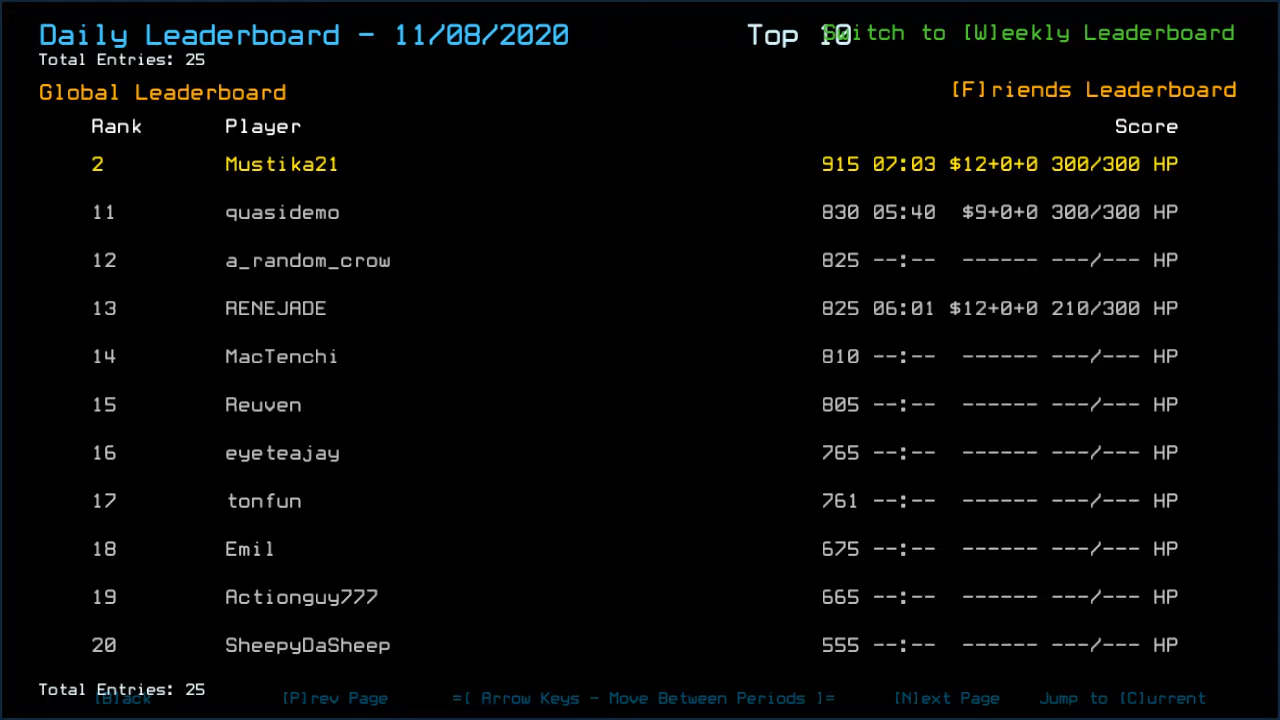 Daily Leaderboard - 11/08/2020 Top 10 Switch to [W]eekly Leaderboard
Total Entries: 25
Global Leaderboard [F]riends Leaderboard
Rank Player Score
2 Mustika21 915 07:03 $12+0+0 300/300 HP
11 quasidemo 830 05:40 $9+0+0 300/300 HP
12 a_random_crow 825 --:-- ------ ---/--- HP
13 RENEJADE 825 06:01 $12+0+0 210/300 HP
14 MacTenchi 810 --:-- ------ ---/--- HP
15 Reuven 805 --:-- ------ ---/--- HP
16 eyeteajay 765 --:-- ------ ---/--- HP
17 tonfun 761 --:-- ------ ---/--- HP
18 Emil 675 --:-- ------ ---/--- HP
19 Actionguy777 665 --:-- ------ ---/--- HP
20 SheepyDaSheep 555 --:-- ------ ---/--- HP
Total Entries: 25
[B]ack [P]rev Page =[ Arrow Keys - Move Between Periods ]= [N]ext Page Jump to [C]urrent